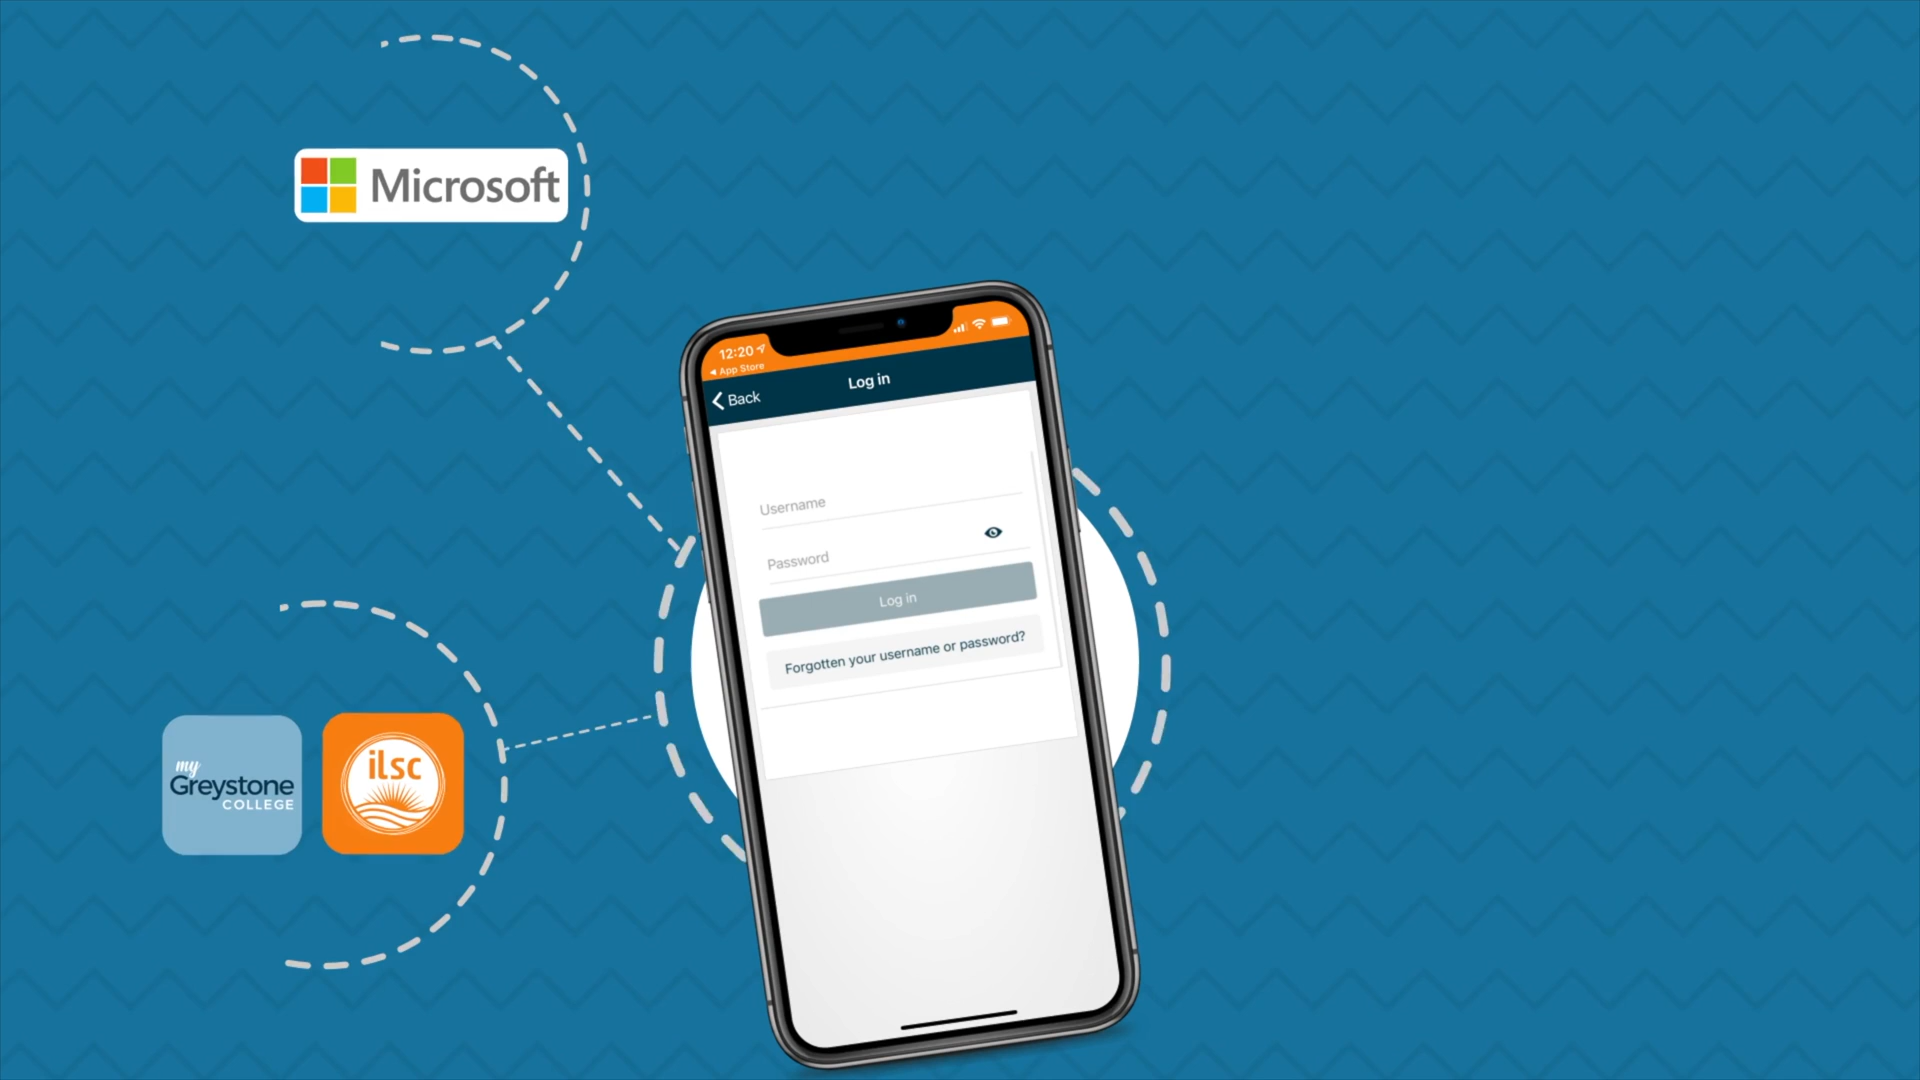 Microsoft
12:20
App Store
Log in
Back
Username
Password
Log in
Forgotten your username or password?
my
Greystone
COLLEGE
ilsc